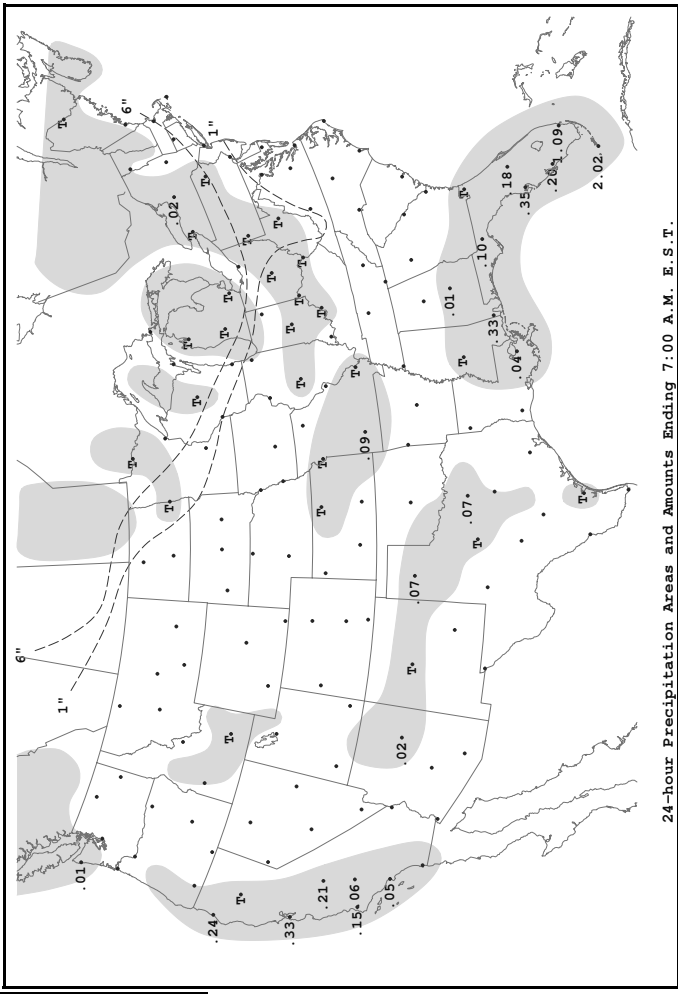 6"
T
1"
.01
6"
T
T
.02
T
T
T
T
1"
.24
T
T
T
T
T
T
T
.33
T
T
T
T
T
T
T
.21
T
.06
.15
.09
.05
.02
T
.07
.01
T
T
.07
T
.10
.33
.18
.04
.35
.20
1.09
T
2.02
24-hour Precipitation Areas and Amounts Ending 7:00 A.M. E.S.T.